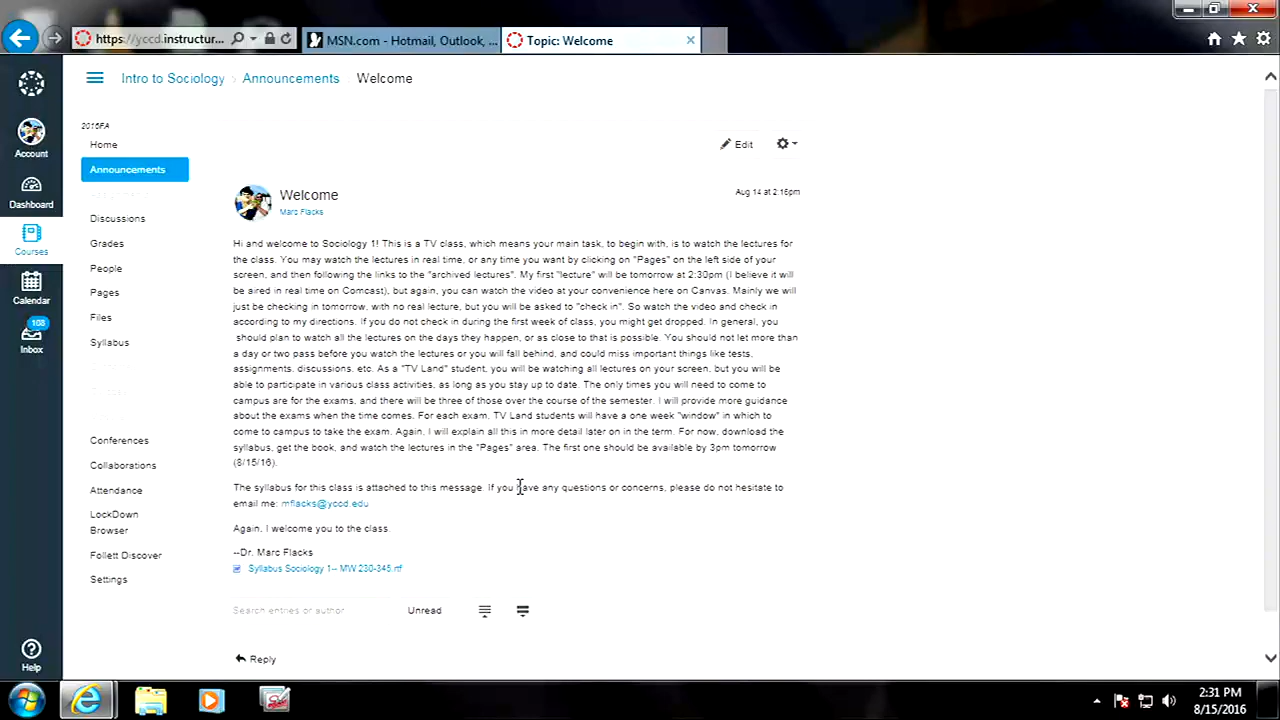 https://yccd.instructur...
MSN.com - Hotmail, Outlook, ...
Topic: Welcome
Intro to Sociology › Announcements Welcome
2016FA
Home
Announcements
Discussions
Grades
People
Pages
Files
Syllabus
Conferences
Collaborations
Attendance
LockDown
Browser
Follett Discover
Settings
Account
Dashboard
Courses
Calendar
108
Inbox
Help
Edit
Welcome
Marc Flacks
Aug 14 at 2:16pm
Hi and welcome to Sociology 1! This is a TV class, which means your main task, to begin with, is to watch the lectures for
the class. You may watch the lectures in real time, or any time you want by clicking on "Pages" on the left side of your
screen, and then following the links to the "archived lectures". My first "lecture" will be tomorrow at 2:30pm (I believe it will
be aired in real time on Comcast), but again, you can watch the video at your convenience here on Canvas. Mainly we will
just be checking in tomorrow, with no real lecture, but you will be asked to "check in". So watch the video and check in
according to my directions. If you do not check in during the first week of class, you might get dropped. In general, you
should plan to watch all the lectures on the days they happen, or as close to that is possible. You should not let more than
a day or two pass before you watch the lectures or you will fall behind, and could miss important things like tests,
assignments, discussions, etc. As a "TV Land" student, you will be watching all lectures on your screen, but you will be
able to participate in various class activities, as long as you stay up to date. The only times you will need to come to
campus are for the exams, and there will be three of those over the course of the semester. I will provide more guidance
about the exams when the time comes. For each exam, TV Land students will have a one week "window" in which to
come to campus to take the exam. Again, I will explain all this in more detail later on in the term. For now, download the
syllabus, get the book, and watch the lectures in the "Pages" area. The first one should be available by 3pm tomorrow
(8/15/16).
The syllabus for this class is attached to this message. If you have any questions or concerns, please do not hesitate to
email me: mflacks@yccd.edu
Again, I welcome you to the class.
--Dr. Marc Flacks
Syllabus Sociology 1-- MW 230-345.rtf
Search entries or author
Unread
Reply
2:31 PM
8/15/2016